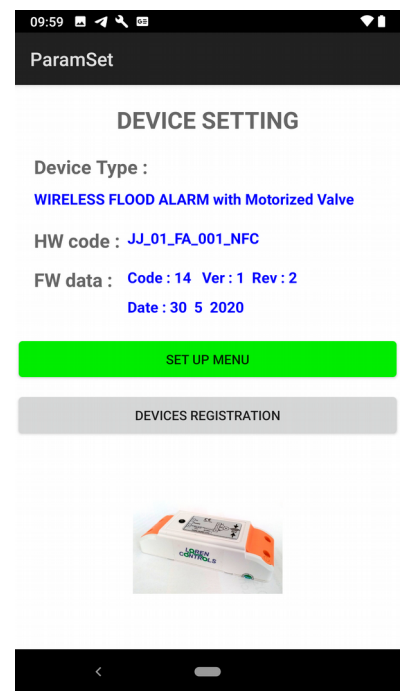 09:59
ParamSet
DEVICE SETTING
Device Type :
WIRELESS FLOOD ALARM with Motorized Valve
HW code : JJ_01_FA_001_NFC
FW data : Code : 14 Ver : 1 Rev : 2
Date : 30 5 2020
SET UP MENU
DEVICES REGISTRATION
LOREN
CONTROLS